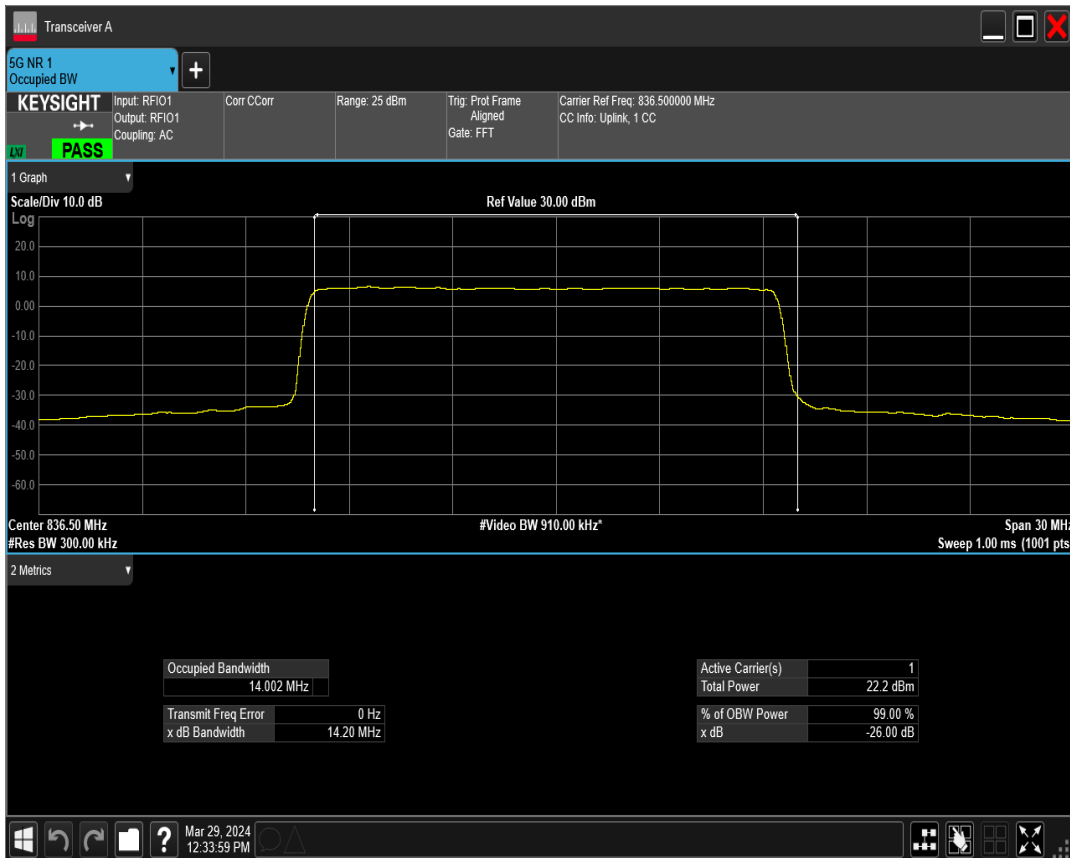 Transceiver A
5G NR 1
Occupied BW
KEYSIGHT
LXI
PASS
Input: RFIO1
Output: RFIO1
Coupling: AC
Corr CCorr
Range: 25 dBm
Trig: Prot Frame
Aligned
Gate: FFT
Carrier Ref Freq: 836.500000 MHz
CC Info: Uplink, 1 CC
1 Graph
Scale/Div 10.0 dB
Ref Value 30.00 dBm
Log
20.0
10.0
0.00
-10.0
-20.0
-30.0
-40.0
-50.0
-60.0
Center 836.50 MHz
#Video BW 910.00 kHz*
Span 30 MHz
#Res BW 300.00 kHz
Sweep 1.00 ms (1001 pts
2 Metrics
Occupied Bandwidth
14.002 MHz
Transmit Freq Error 0 Hz
x dB Bandwidth 14.20 MHz
Active Carrier(s) 1
Total Power 22.2 dBm
% of OBW Power 99.00 %
x dB -26.00 dB
?
Mar 29, 2024
12:33:59 PM